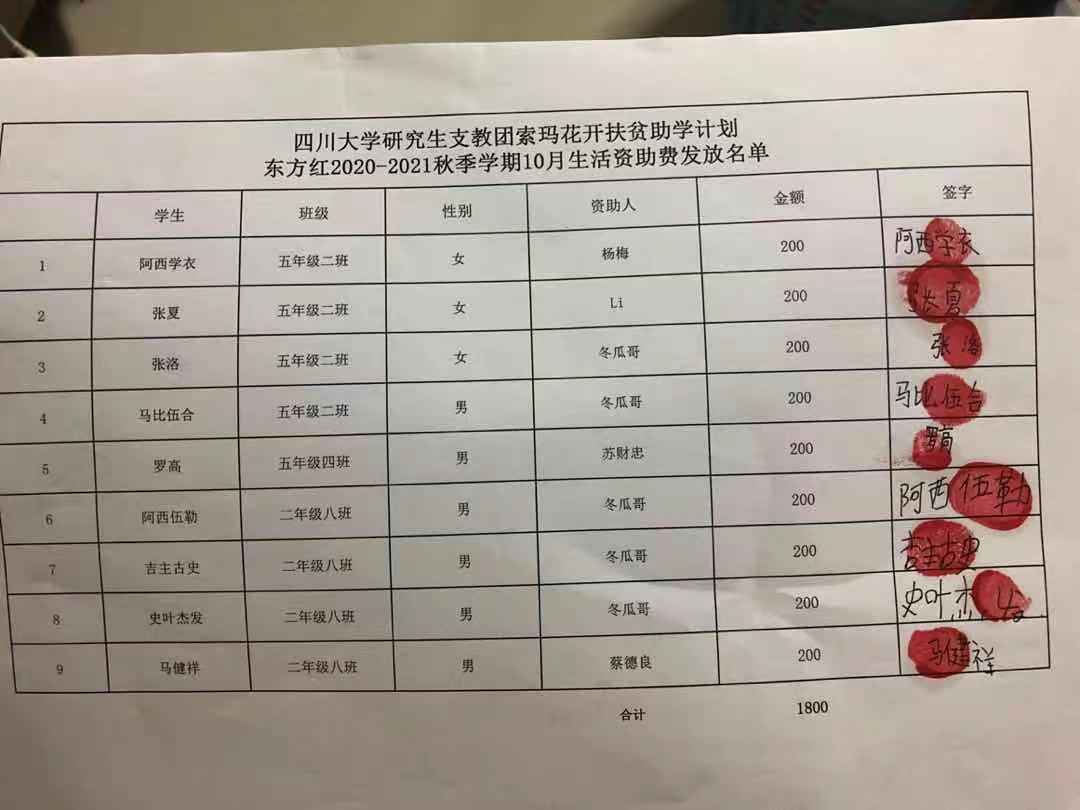 四川大学研究生支教团索玛花开扶贫助学计划
东方红2020-2021秋季学期10月生活资助费发放名单
学生 班级 性别 资助人 金额 签字
1 阿西学衣 五年级二班 女 杨梅 200 阿西学衣
2 张夏 五年级二班 女 Li 200 张夏
3 张洛 五年级二班 女 冬瓜哥 200 张洛
4 马比伍合 五年级二班 男 冬瓜哥 200 马比伍合
5 罗高 五年级四班 男 苏财忠 200 罗高
6 阿西伍勒 二年级八班 男 冬瓜哥 200 阿西伍勒
7 吉主古史 二年级八班 男 冬瓜哥 200 吉主古史
8 史叶杰发 二年级八班 男 冬瓜哥 200 史叶杰
9 马健祥 二年级八班 男 蔡德良 200 马健祥
合计 1800